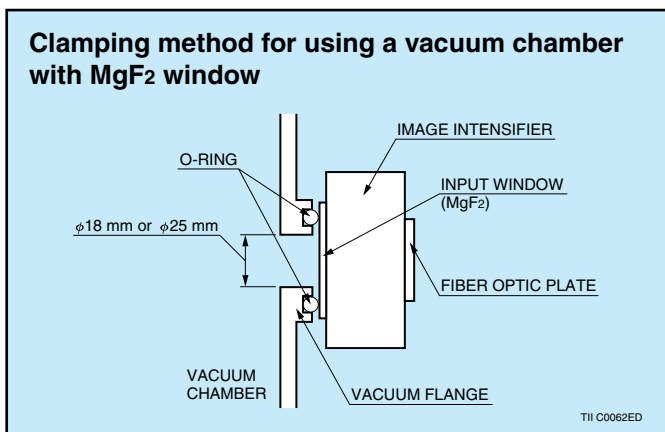 Clamping method for using a vacuum chamber
with MgF2 window
IMAGE INTENSIFIER
O-RING
INPUT WINDOW
(MgF2)
φ18 mm or φ25 mm
FIBER OPTIC PLATE
VACUUM
CHAMBER
VACUUM FLANGE
TII C0062ED